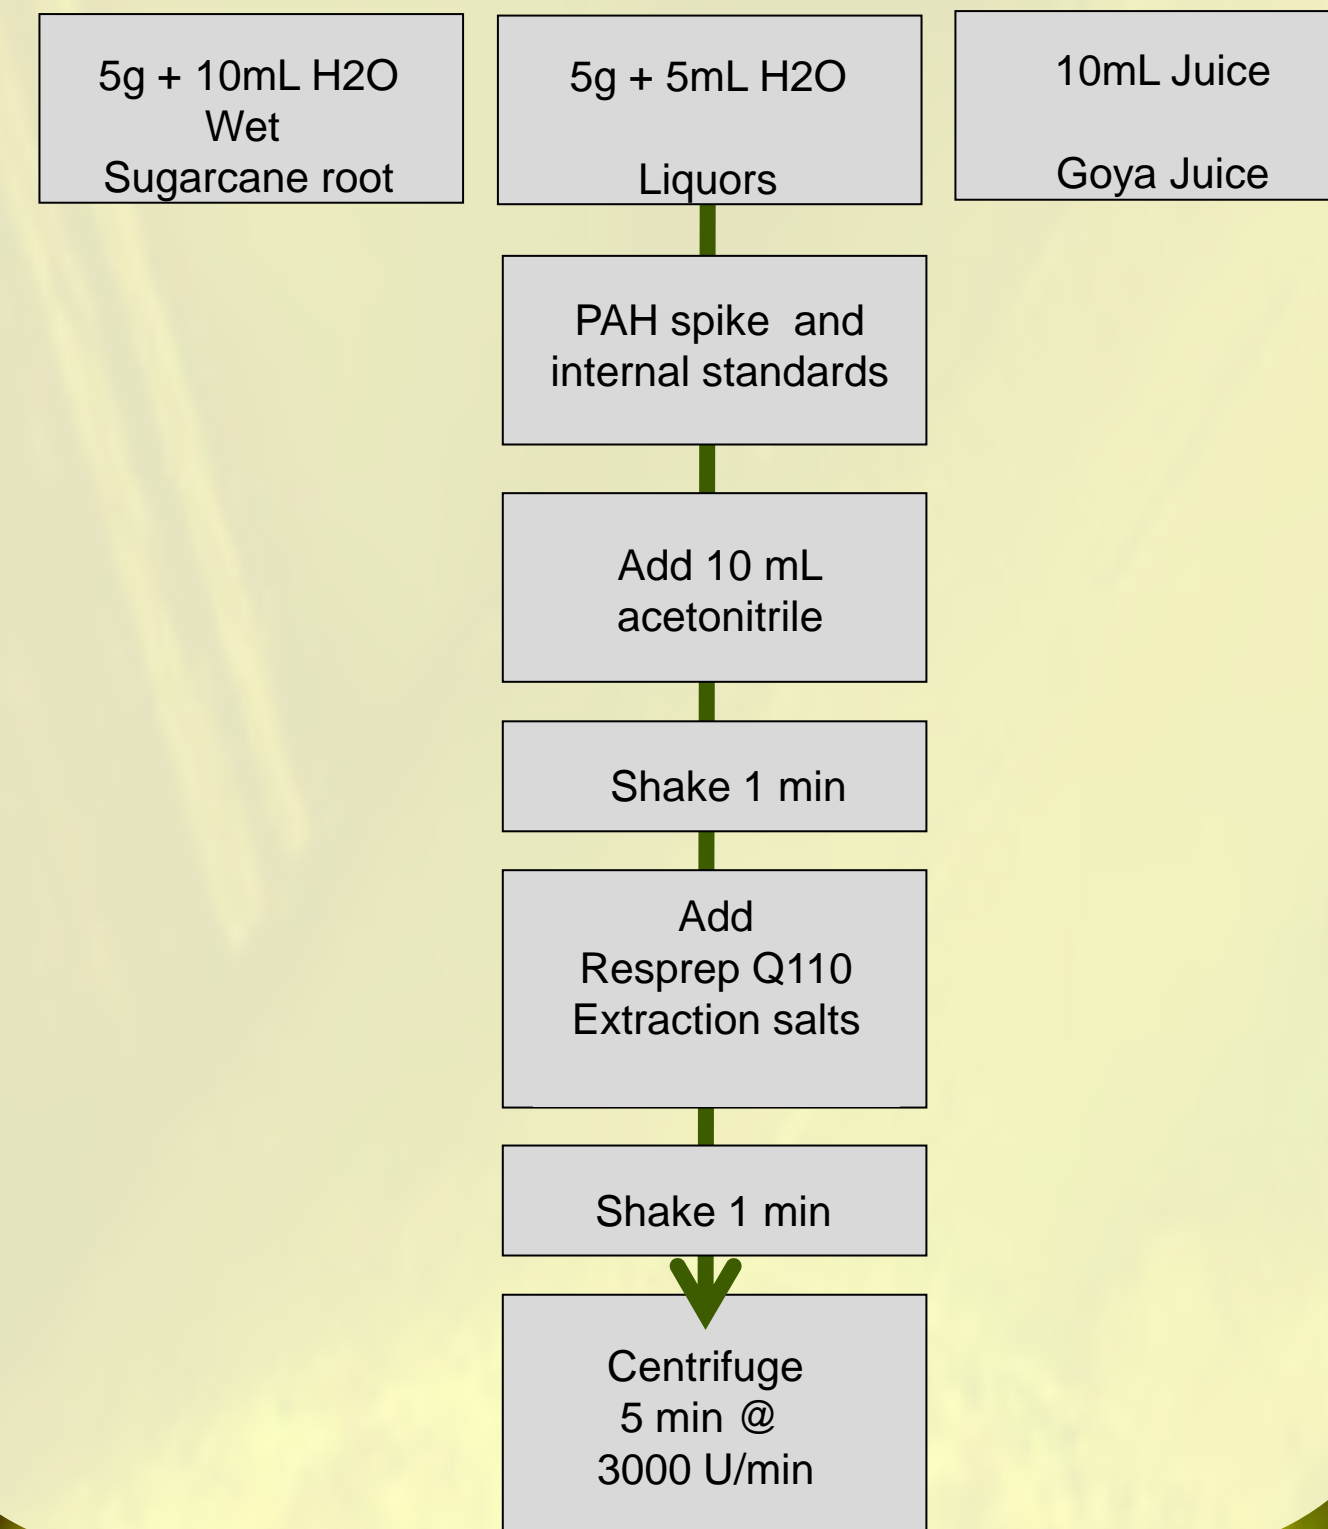 5g + 10mL H2O
Wet
Sugarcane root
5g + 5mL H2O
Liquors
10mL Juice
Goya Juice
PAH spike and
internal standards
Add 10 mL
acetonitrile
Shake 1 min
Add
Resprep Q110
Extraction salts
Shake 1 min
Centrifuge
5 min @
3000 U/min